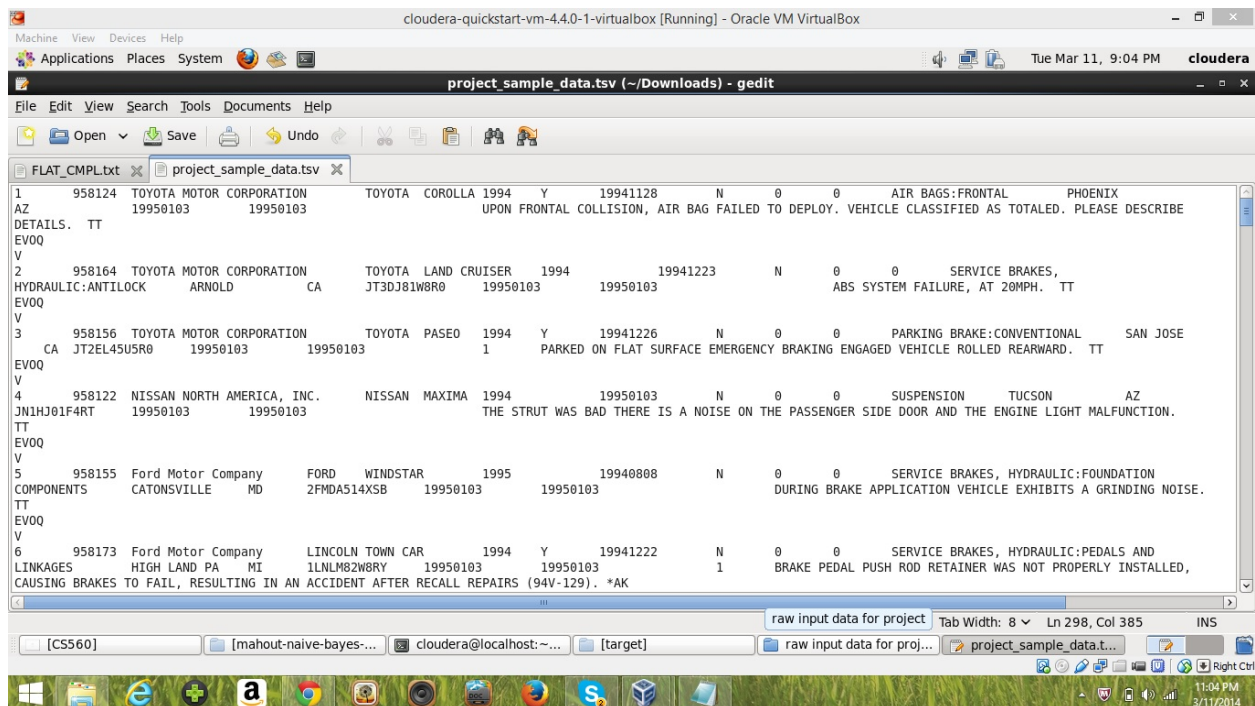 cloudera-quickstart-vm-4.4.0-1-virtualbox [Running] - Oracle VM VirtualBox
Machine View Devices Help
Applications Places System Tue Mar 11, 9:04 PM cloudera
project_sample_data.tsv (~/Downloads) - gedit
File Edit View Search Tools Documents Help
Open Save Undo
FLAT_CMPL.txt project_sample_data.tsv
1 958124 TOYOTA MOTOR CORPORATION TOYOTA COROLLA 1994 Y 19941128 N 0 0 AIR BAGS:FRONTAL PHOENIX
AZ 19950103 19950103 UPON FRONTAL COLLISION, AIR BAG FAILED TO DEPLOY. VEHICLE CLASSIFIED AS TOTALED. PLEASE DESCRIBE
DETAILS. TT
EVOQ
V
2 958164 TOYOTA MOTOR CORPORATION TOYOTA LAND CRUISER 1994 19941223 N 0 0 SERVICE BRAKES,
HYDRAULIC:ANTILOCK ARNOLD CA JT3DJ81W8R0 19950103 19950103 ABS SYSTEM FAILURE, AT 20MPH. TT
EVOQ
V
3 958156 TOYOTA MOTOR CORPORATION TOYOTA PASEO 1994 Y 19941226 N 0 0 PARKING BRAKE:CONVENTIONAL SAN JOSE
CA JT2EL45U5R0 19950103 19950103 1 PARKED ON FLAT SURFACE EMERGENCY BRAKING ENGAGED VEHICLE ROLLED REARWARD. TT
EVOQ
V
4 958122 NISSAN NORTH AMERICA, INC. NISSAN MAXIMA 1994 19950103 N 0 0 SUSPENSION TUCSON AZ
JN1HJ01F4RT 19950103 19950103 THE STRUT WAS BAD THERE IS A NOISE ON THE PASSENGER SIDE DOOR AND THE ENGINE LIGHT MALFUNCTION.
TT
EVOQ
V
5 958155 Ford Motor Company FORD WINDSTAR 1995 19940808 N 0 0 SERVICE BRAKES, HYDRAULIC:FOUNDATION
COMPONENTS CATONSVILLE MD 2FMDA514XSB 19950103 19950103 DURING BRAKE APPLICATION VEHICLE EXHIBITS A GRINDING NOISE.
TT
EVOQ
V
6 958173 Ford Motor Company LINCOLN TOWN CAR 1994 Y 19941222 N 0 0 SERVICE BRAKES, HYDRAULIC:PEDALS AND
LINKAGES HIGH LAND PA MI 1LNLM82W8RY 19950103 19950103 1 BRAKE PEDAL PUSH ROD RETAINER WAS NOT PROPERLY INSTALLED,
CAUSING BRAKES TO FAIL, RESULTING IN AN ACCIDENT AFTER RECALL REPAIRS (94V-129). *AK
raw input data for project Tab Width: 8 Ln 298, Col 385 INS
[CS560] [mahout-naive-bayes-... cloudera@localhost:~... [target] raw input data for proj... project_sample_data.t...
Right Ctrl
11:04 PM
3/11/2014